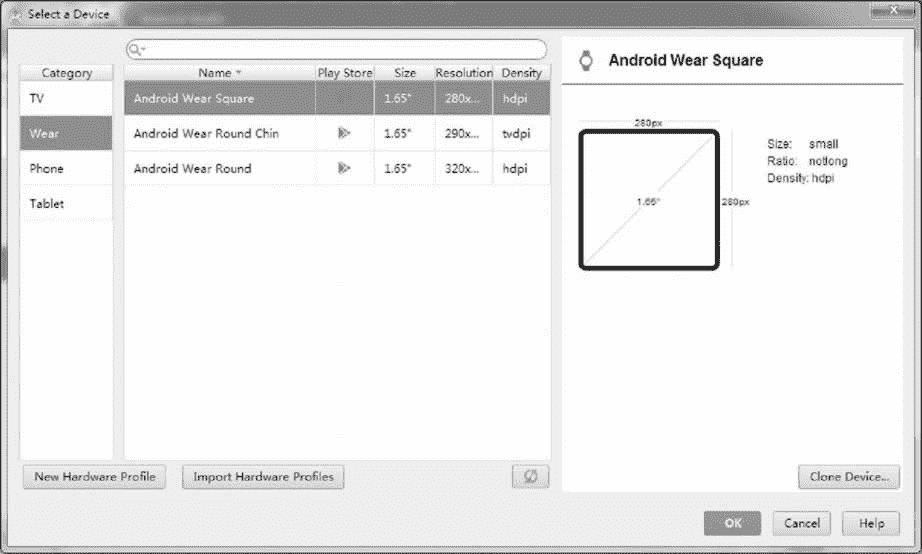 Select a Device
Category
Name Play Store Size Resolution Density
TV
Android Wear Square 1.65" 280x... hdpi
Wear
Android Wear Round Chin 1.65" 290x... tvdpi
Phone
Android Wear Round 1.65" 320x... hdpi
Tablet
New Hardware Profile
Import Hardware Profiles
Android Wear Square
280px
1.65"
280px
Size: small
Ratio: notlong
Density: hdpi
Clone Device...
OK
Cancel
Help